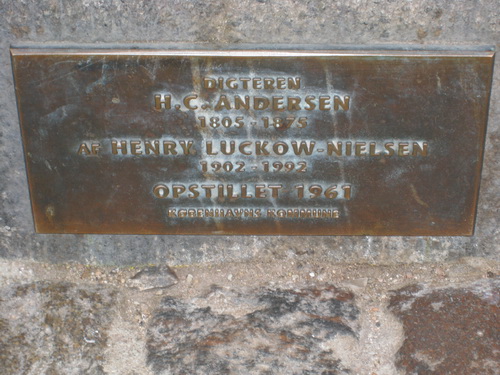 DIGTEREN
H.C. ANDERSEN
1805 - 1875
AF HENRY LUCKOW-NIELSEN
1902 - 1992
OPSTILLET 1961
KØBENHAVNS KOMMUNE